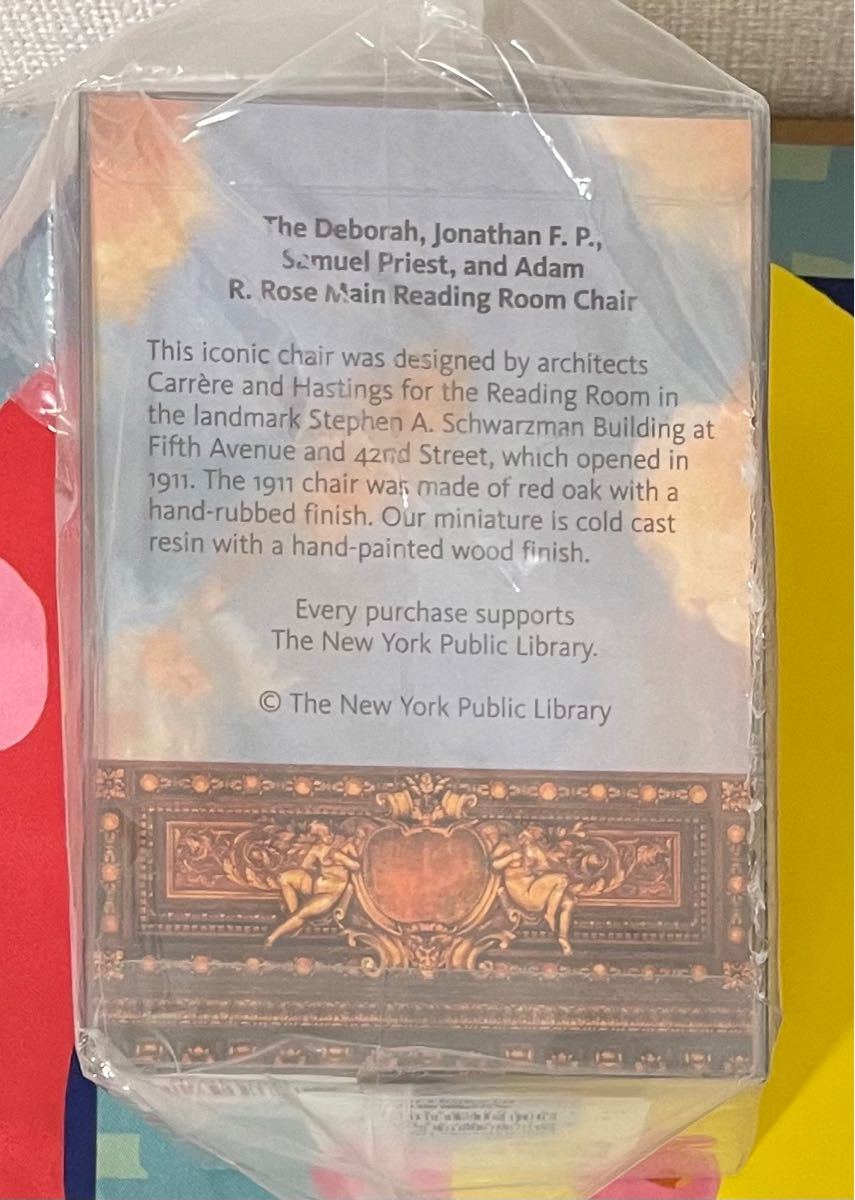 The Deborah, Jonathan F. P.,
Samuel Priest, and Adam
R. Rose Main Reading Room Chair
This iconic chair was designed by architects
Carrère and Hastings for the Reading Room in
the landmark Stephen A. Schwarzman Building at
Fifth Avenue and 42nd Street, which opened in
1911. The 1911 chair was made of red oak with a
hand-rubbed finish. Our miniature is cold cast
resin with a hand-painted wood finish.
Every purchase supports
The New York Public Library.
© The New York Public Library